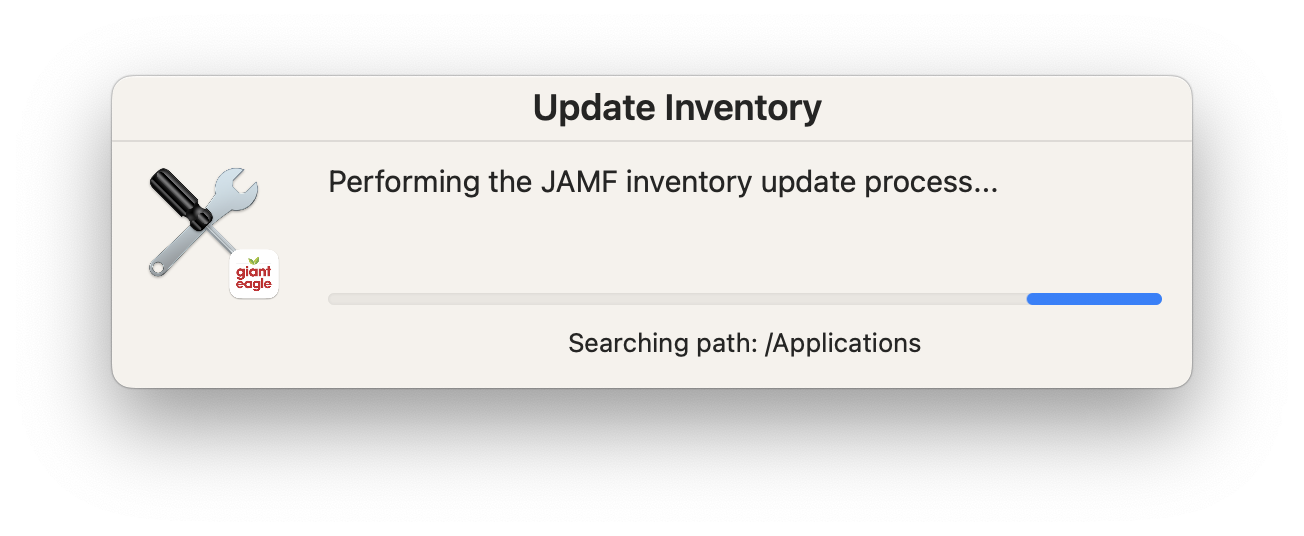 Update Inventory
Performing the JAMF inventory update process...
giant
eagle
Searching path: /Applications